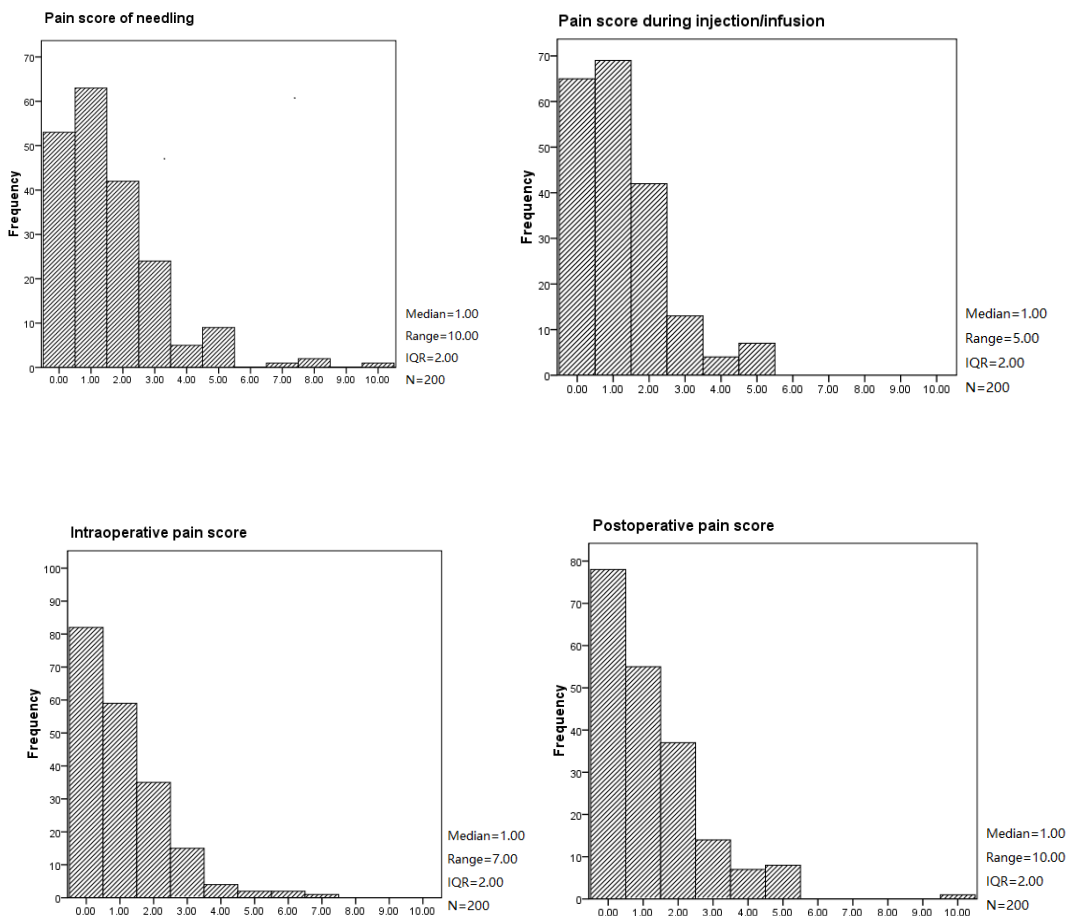 Pain score of needling
Frequency
70
60
50
40
30
20
10
0
0.00 1.00 2.00 3.00 4.00 5.00 6.00 7.00 8.00 9.00 10.00
Median=1.00
Range=10.00
IQR=2.00
N=200
Pain score during injection/infusion
Frequency
70
60
50
40
30
20
10
0
0.00 1.00 2.00 3.00 4.00 5.00 6.00 7.00 8.00 9.00 10.00
Median=1.00
Range=5.00
IQR=2.00
N=200
Intraoperative pain score
Frequency
100
90
80
70
60
50
40
30
20
10
0
0.00 1.00 2.00 3.00 4.00 5.00 6.00 7.00 8.00 9.00 10.00
Median=1.00
Range=7.00
IQR=2.00
N=200
Postoperative pain score
Frequency
80
70
60
50
40
30
20
10
0
0.00 1.00 2.00 3.00 4.00 5.00 6.00 7.00 8.00 9.00 10.00
Median=1.00
Range=10.00
IQR=2.00
N=200